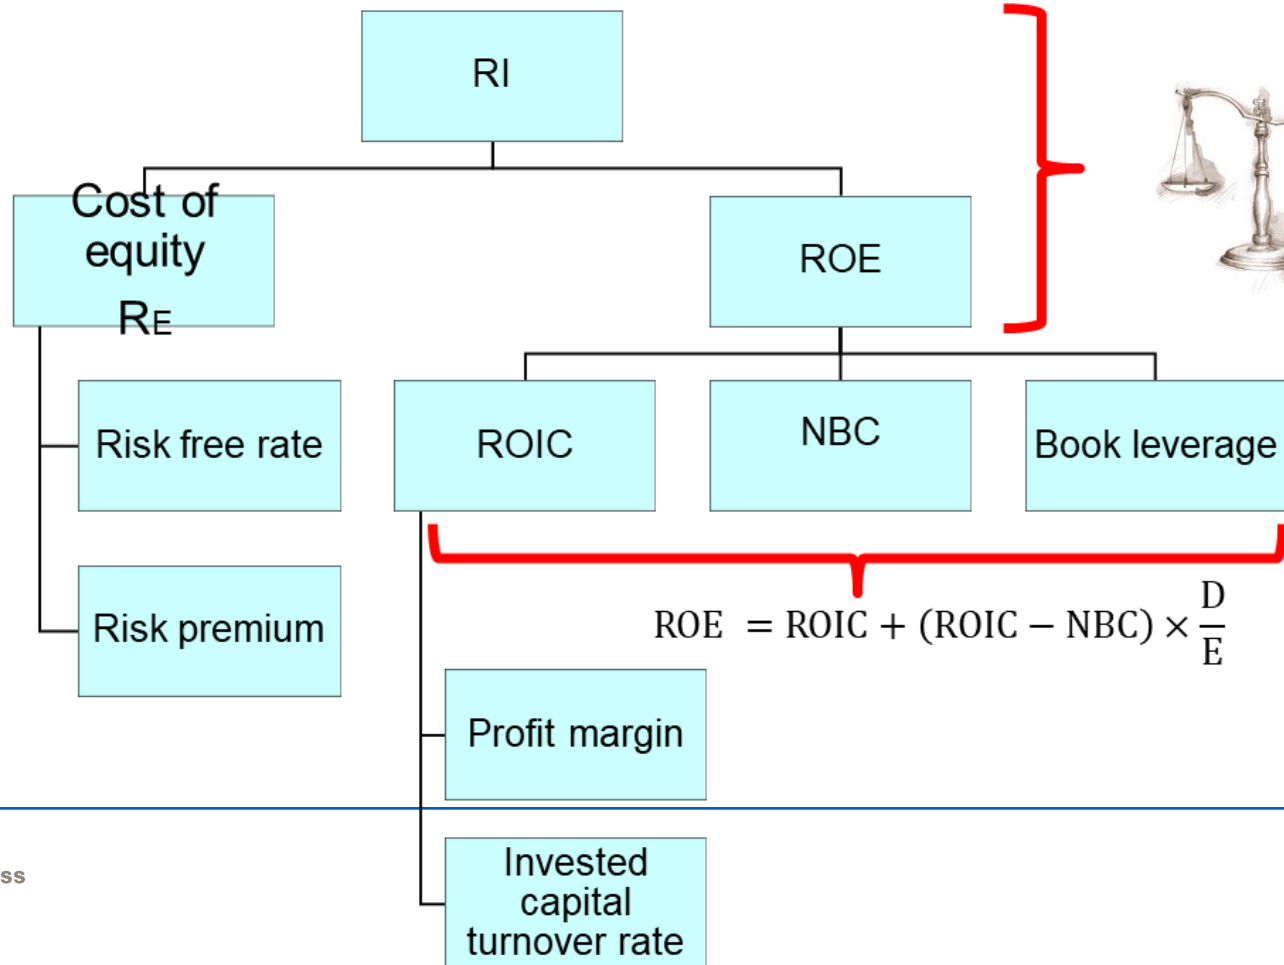 RI
Cost of
equity
RE
ROE
Risk free rate
ROIC
NBC
Book leverage
Risk premium
ROE = ROIC + (ROIC − NBC) × D/E
Profit margin
Invested
capital
turnover rate
ss